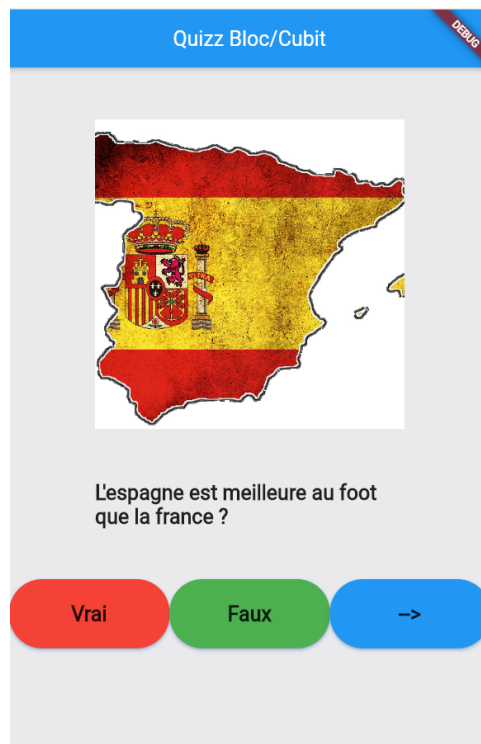 Quizz Bloc/Cubit
DEBUG
L'espagne est meilleure au foot
que la france ?
Vrai
Faux
-->